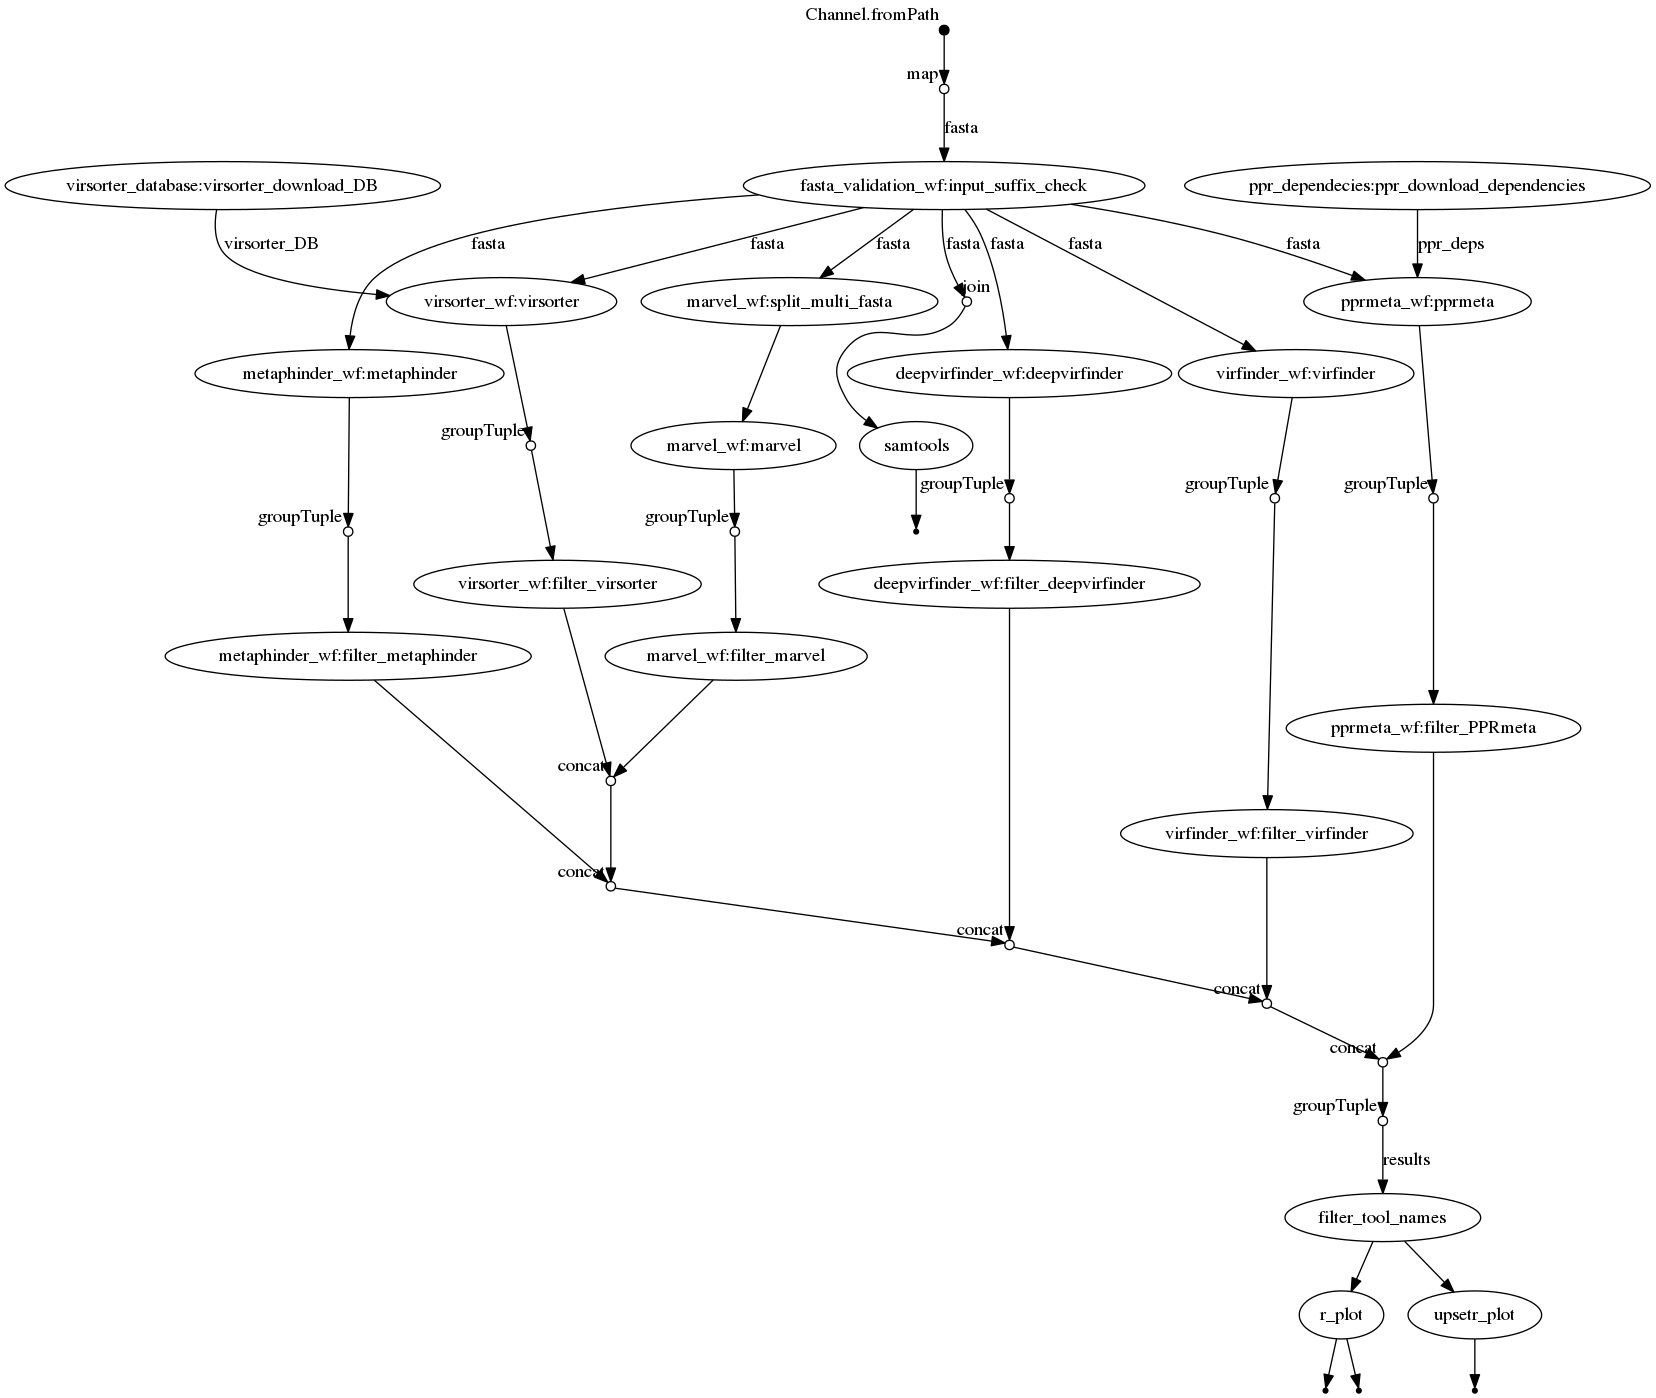 Channel.fromPath
map
fasta
virsorter_database:virsorter_download_DB
fasta_validation_wf:input_suffix_check
ppr_dependecies:ppr_download_dependencies
virsorter_DB
fasta
fasta
fasta
fasta
fasta
fasta
fasta
ppr_deps
join
virsorter_wf:virsorter
marvel_wf:split_multi_fasta
pprmeta_wf:pprmeta
metaphinder_wf:metaphinder
deepvirfinder_wf:deepvirfinder
virfinder_wf:virfinder
groupTuple
marvel_wf:marvel
samtools
groupTuple
groupTuple
groupTuple
groupTuple
groupTuple
virsorter_wf:filter_virsorter
deepvirfinder_wf:filter_deepvirfinder
metaphinder_wf:filter_metaphinder
marvel_wf:filter_marvel
pprmeta_wf:filter_PPRmeta
concat
virfinder_wf:filter_virfinder
concat
concat
concat
concat
groupTuple
results
filter_tool_names
r_plot
upsetr_plot